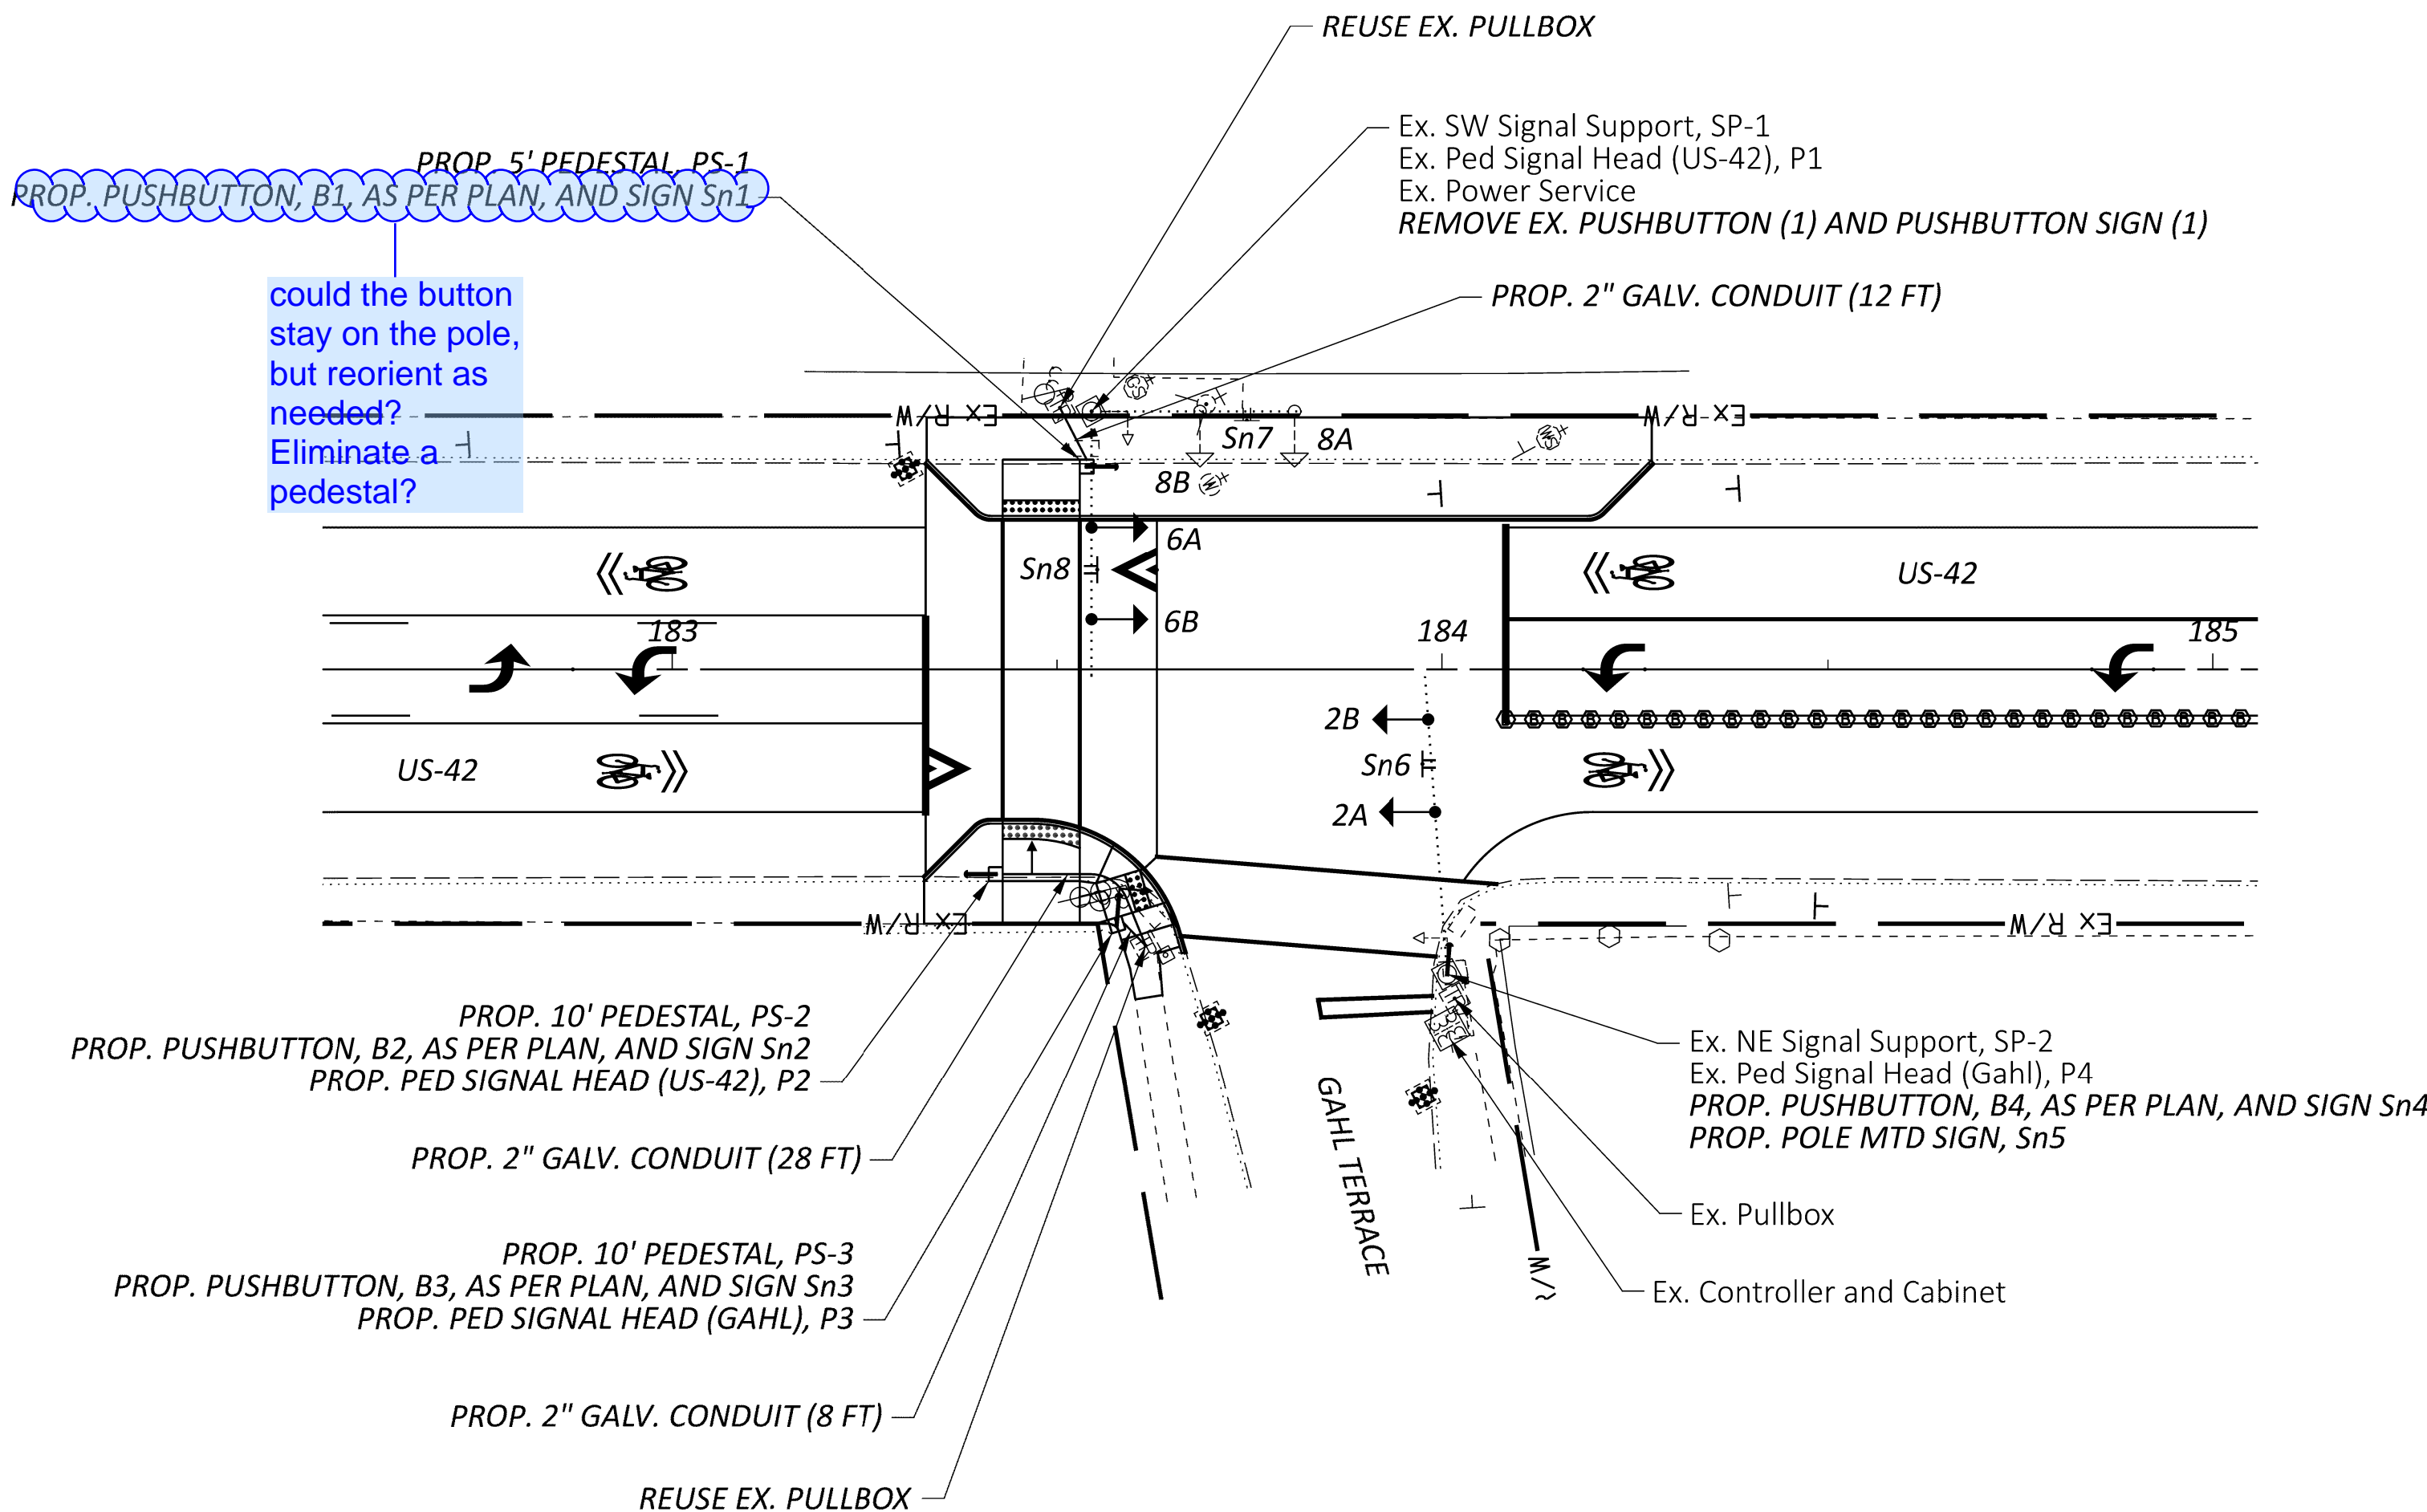 REUSE EX. PULLBOX
Ex. SW Signal Support, SP-1
Ex. Ped Signal Head (US-42), P1
Ex. Power Service
REMOVE EX. PUSHBUTTON (1) AND PUSHBUTTON SIGN (1)
PROP. 5' PEDESTAL, PS-1
PROP. PUSHBUTTON, B1, AS PER PLAN, AND SIGN Sn1
could the button
stay on the pole,
but reorient as
needed?
Eliminate a
pedestal?
PROP. 2" GALV. CONDUIT (12 FT)
EX R/W
EX R/W
Sn7
8A
8B
6A
Sn8
6B
US-42
183
184
185
2B
Sn6
2A
US-42
EX R/W
EX R/W
PROP. 10' PEDESTAL, PS-2
PROP. PUSHBUTTON, B2, AS PER PLAN, AND SIGN Sn2
PROP. PED SIGNAL HEAD (US-42), P2
PROP. 2" GALV. CONDUIT (28 FT)
PROP. 10' PEDESTAL, PS-3
PROP. PUSHBUTTON, B3, AS PER PLAN, AND SIGN Sn3
PROP. PED SIGNAL HEAD (GAHL), P3
PROP. 2" GALV. CONDUIT (8 FT)
REUSE EX. PULLBOX
GAHL TERRACE
Ex. NE Signal Support, SP-2
Ex. Ped Signal Head (Gahl), P4
PROP. PUSHBUTTON, B4, AS PER PLAN, AND SIGN Sn4
PROP. POLE MTD SIGN, Sn5
Ex. Pullbox
Ex. Controller and Cabinet